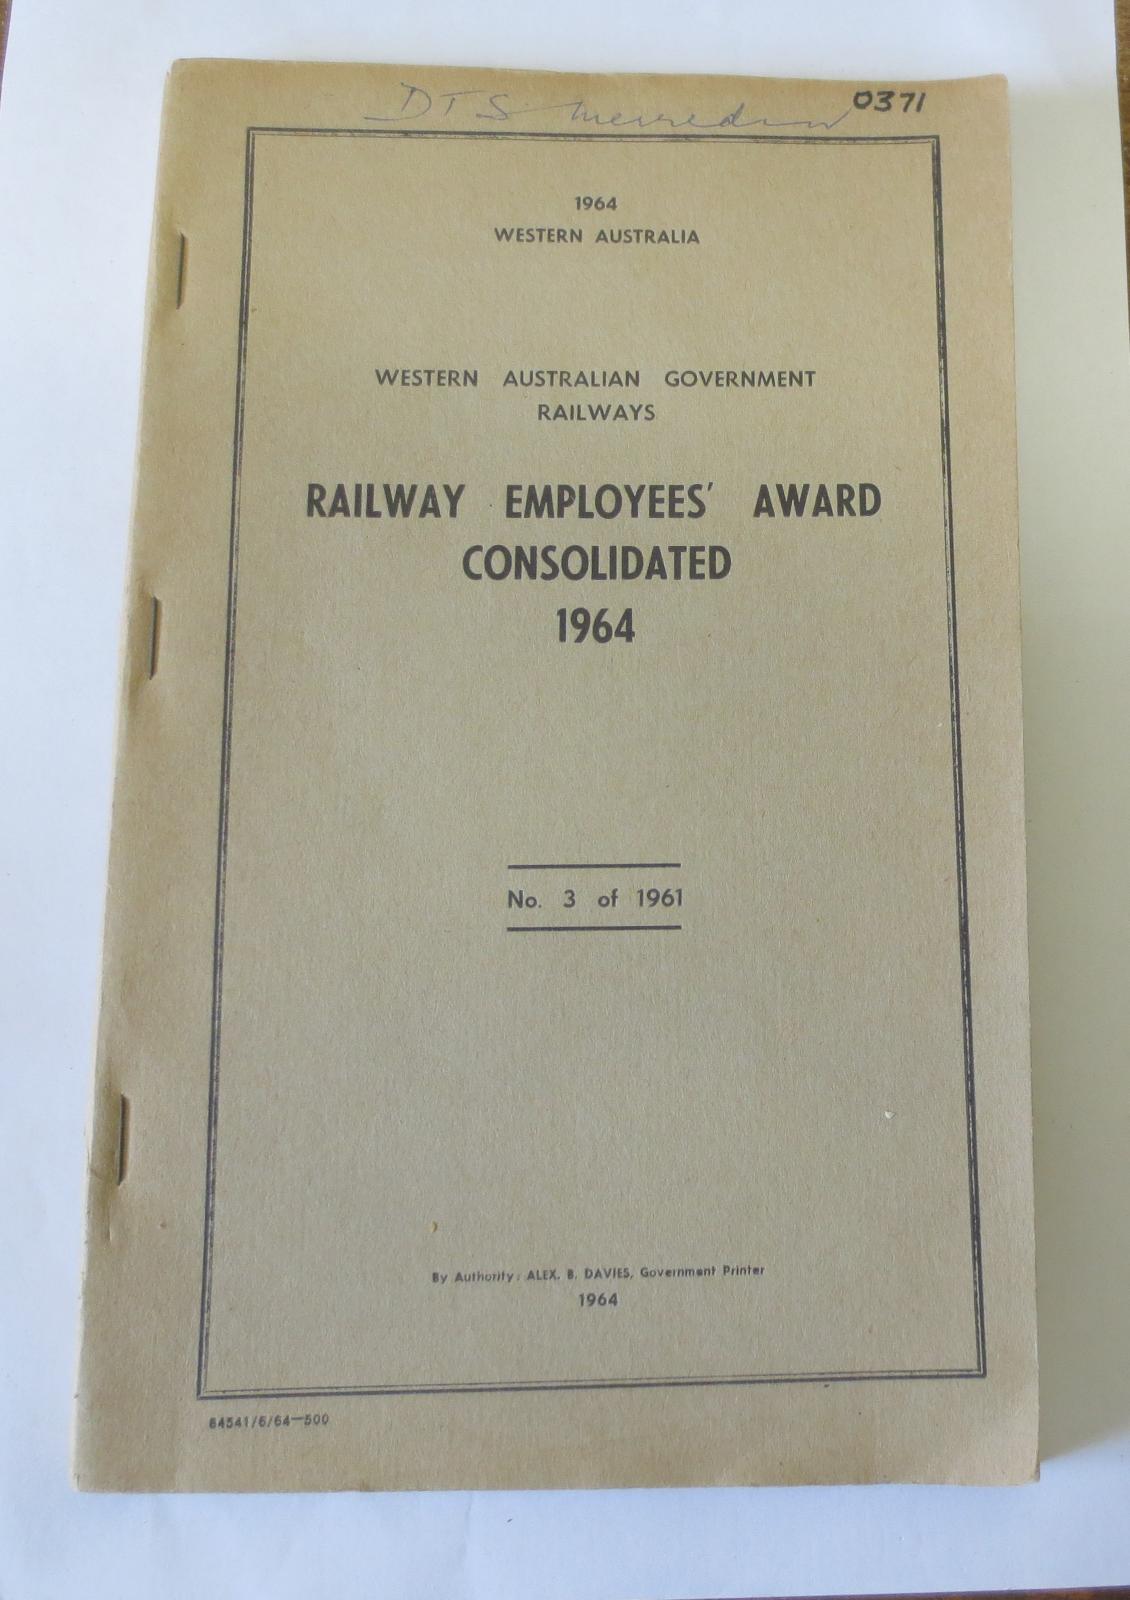 DTS Merredin 0371
1964
WESTERN AUSTRALIA
WESTERN AUSTRALIAN GOVERNMENT
RAILWAYS
RAILWAY EMPLOYEES' AWARD
CONSOLIDATED
1964
No. 3 of 1961
By Authority: ALEX. B. DAVIES, Government Printer
1964
64541/6/64—500